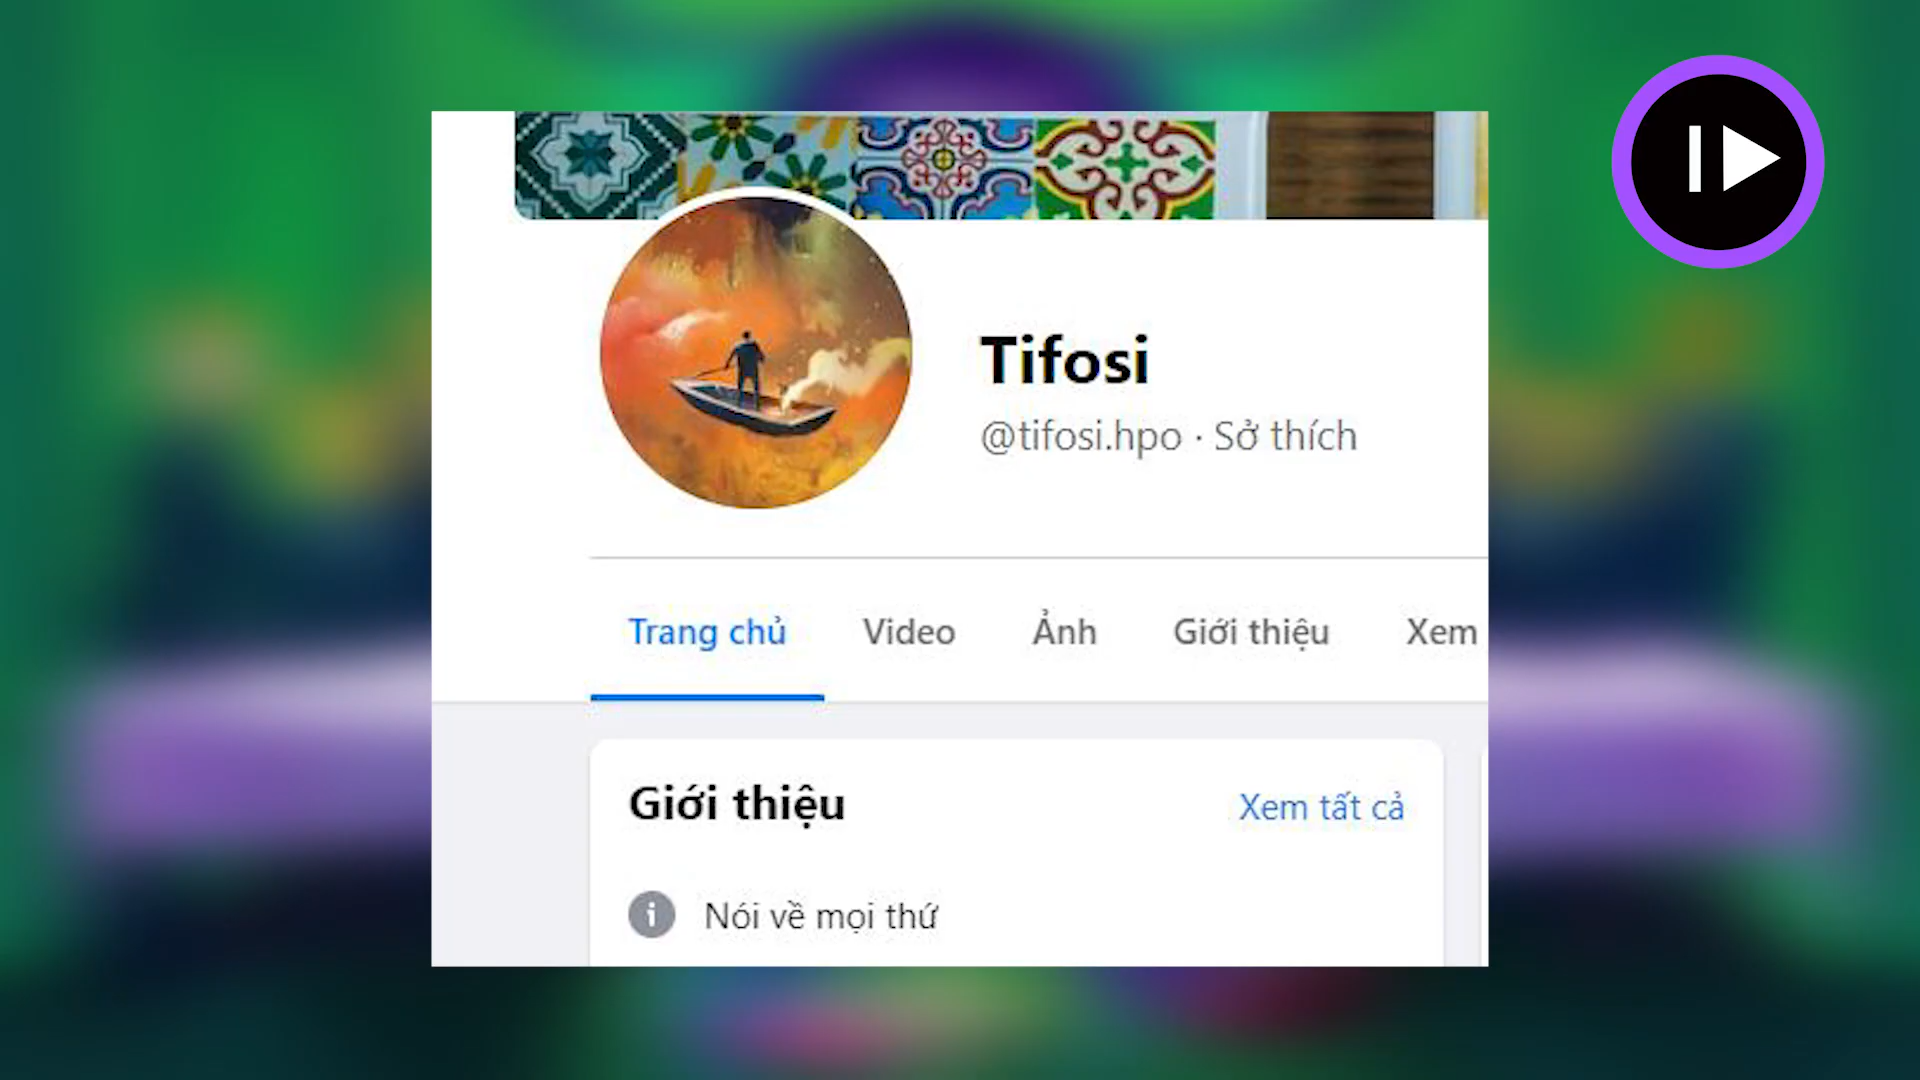 Tifosi
@tifosi.hpo · Sở thích
Trang chủ Video Ảnh Giới thiệu Xem
Giới thiệu Xem tất cả
Nói về mọi thứ